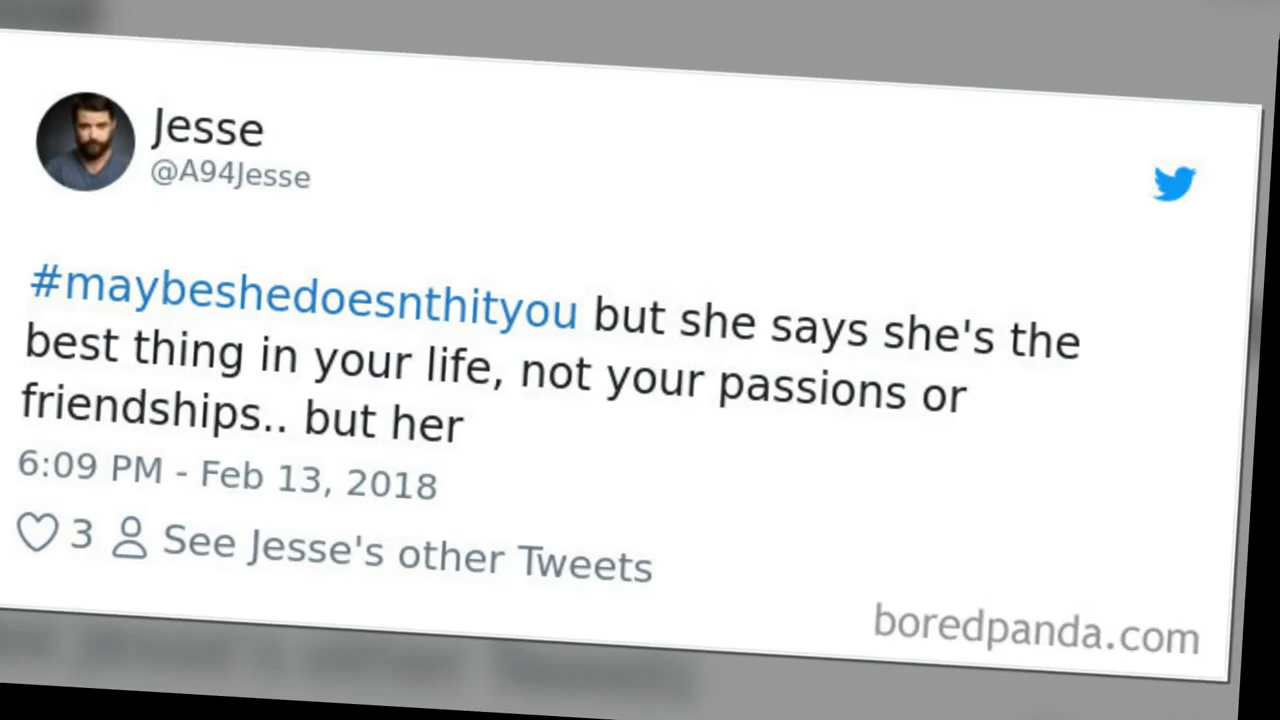 Jesse
@A94Jesse
#maybeshedoesnthityou but she says she's the
best thing in your life, not your passions or
friendships.. but her
6:09 PM - Feb 13, 2018
3 See Jesse's other Tweets
boredpanda.com